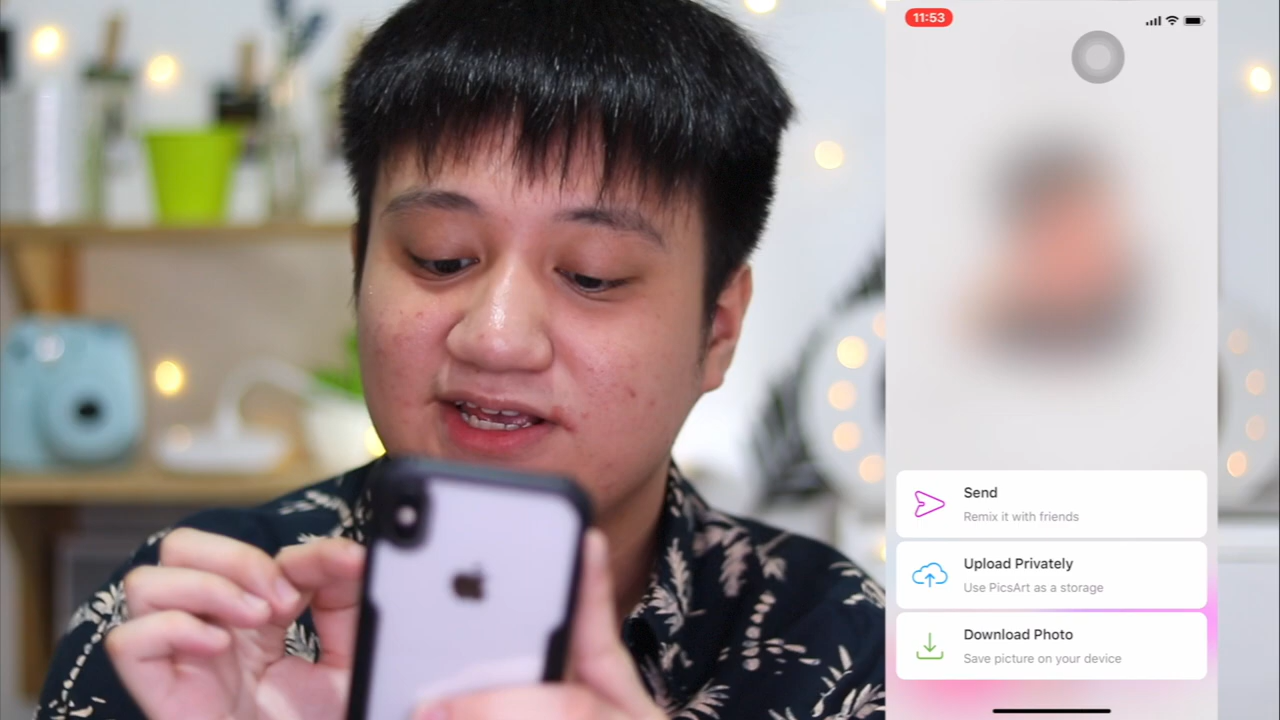 11:53
Send
Remix it with friends
Upload Privately
Use PicsArt as a storage
Download Photo
Save picture on your device